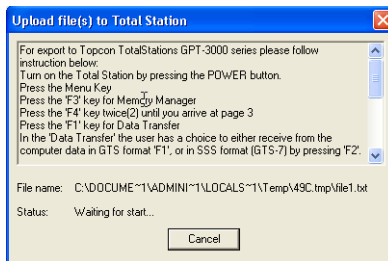 Upload file(s) to Total Station
For export to Topcon TotalStations GPT-3000 series please follow
instruction below:
Turn on the Total Station by pressing the POWER button.
Press the Menu Key
Press the 'F3' key for Memory Manager
Press the 'F4' key twice(2) until you arrive at page 3
Press the 'F1' key for Data Transfer
In the 'Data Transfer' the user has a choice to either receive from the
computer data in GTS format 'F1', or in SSS format (GTS-7) by pressing 'F2'.
File name: C:\DOCUME~1\ADMINI~1\LOCALS~1\Temp\49C.tmp\file1.txt
Status: Waiting for start...
Cancel